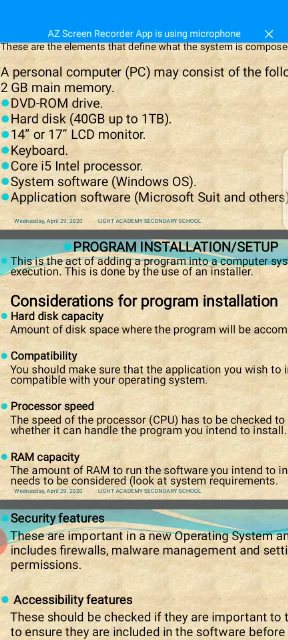 AZ Screen Recorder App is using microphone
These are the elements that define what the system is compose
A personal computer (PC) may consist of the follo
2 GB main memory.
DVD-ROM drive.
Hard disk (40GB up to 1TB).
14” or 17” LCD monitor.
Keyboard.
Core i5 Intel processor.
System software (Windows OS).
Application software (Microsoft Suit and others)
Wednesday, April 29, 2020 LIGHT ACADEMY SECONDARY SCHOOL
PROGRAM INSTALLATION/SETUP
This is the act of adding a program into a computer sys
execution. This is done by the use of an installer.
Considerations for program installation
Hard disk capacity
Amount of disk space where the program will be accom
Compatibility
You should make sure that the application you wish to i
compatible with your operating system.
Processor speed
The speed of the processor (CPU) has to be checked to
whether it can handle the program you intend to install.
RAM capacity
The amount of RAM to run the software you intend to in
needs to be considered (look at system requirements.
Wednesday, April 29, 2020 LIGHT ACADEMY SECONDARY SCHOOL
Security features
These are important in a new Operating System an
includes firewalls, malware management and setti
permissions.
Accessibility features
These should be checked if they are important to t
to ensure they are included in the software before